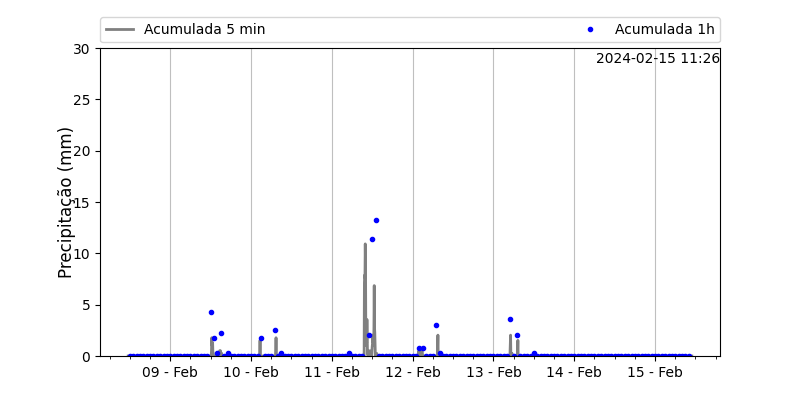 Acumulada 5 min
Acumulada 1h
2024-02-15 11:26
Precipitação (mm)
30
25
20
15
10
5
0
09 - Feb
10 - Feb
11 - Feb
12 - Feb
13 - Feb
14 - Feb
15 - Feb